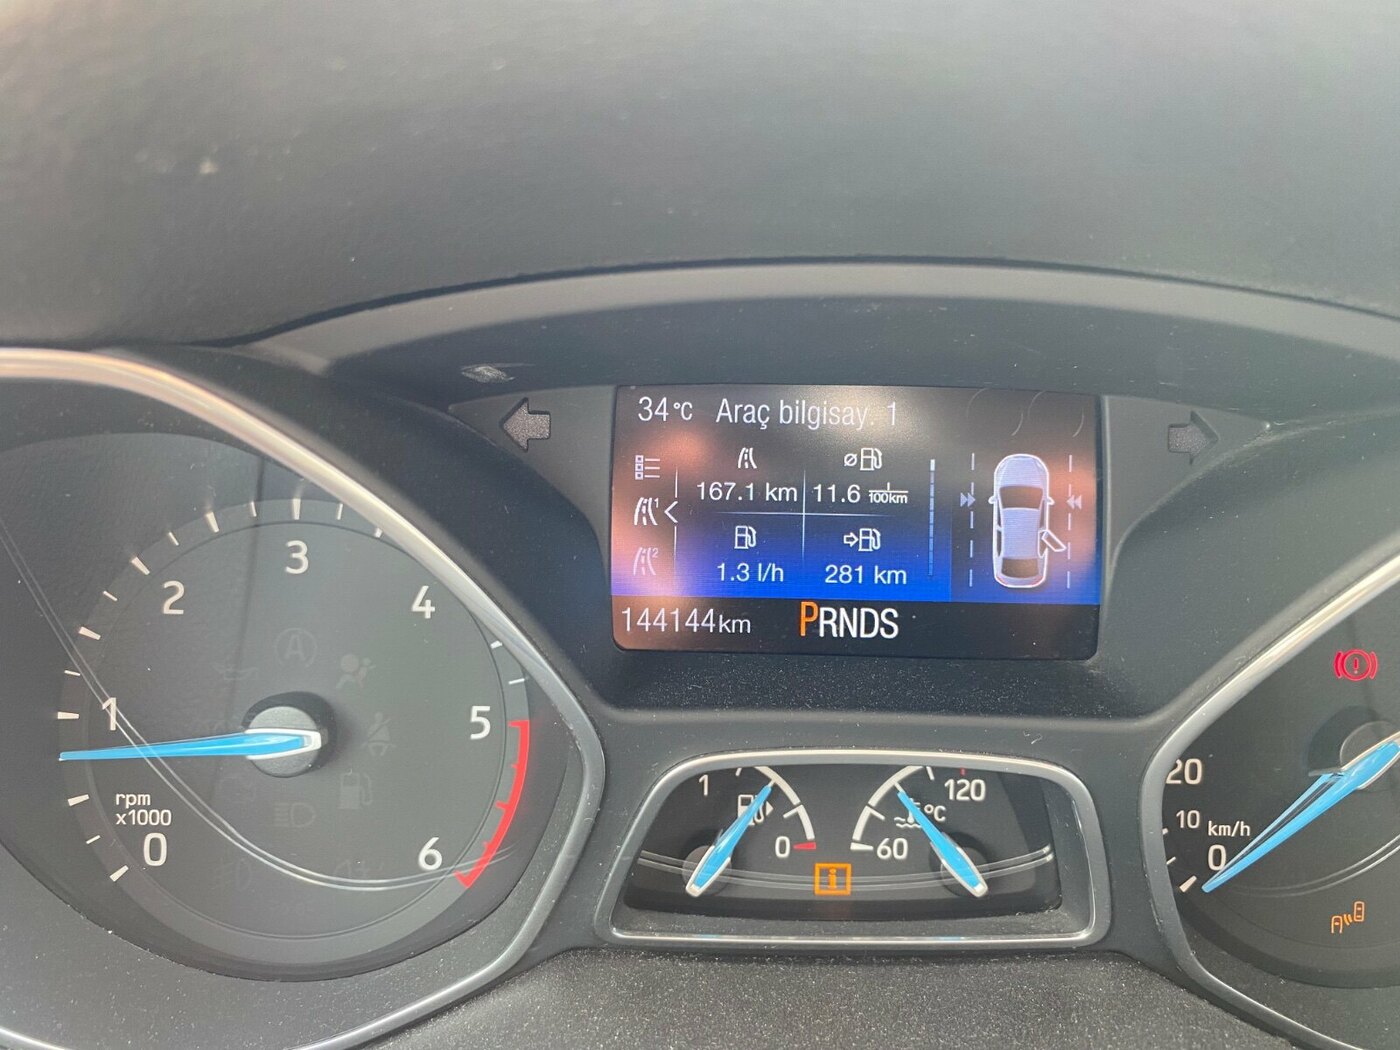 34°C Araç bilgisay. 1
167.1 km 11.6 l/100km
1.3 l/h 281 km
144144km PRNDS
1 2 3 4 5 6
rpm
x1000
0
1 0
120
°C
60
20
10 km/h
0